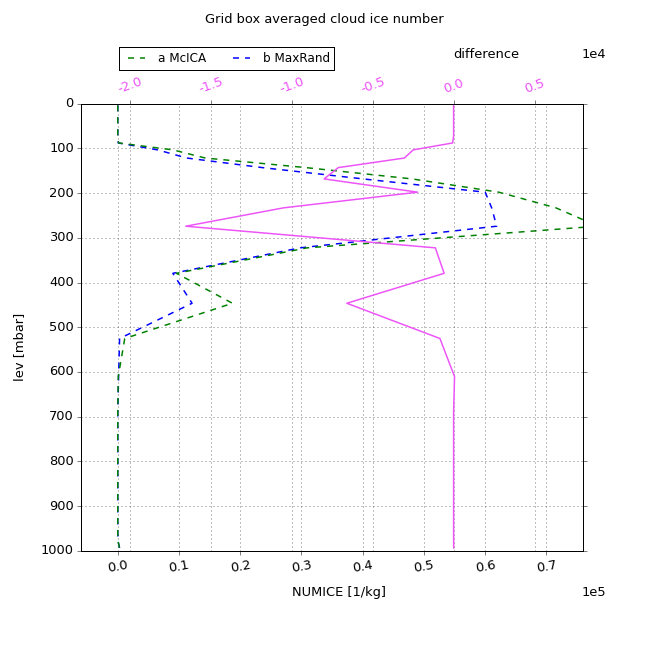 Grid box averaged cloud ice number
a McICA b MaxRand
difference 1e4
-2.0 -1.5 -1.0 -0.5 0.0 0.5
0
100
200
300
400
500
600
700
800
900
1000
lev [mbar]
0.0 0.1 0.2 0.3 0.4 0.5 0.6 0.7
NUMICE [1/kg] 1e5